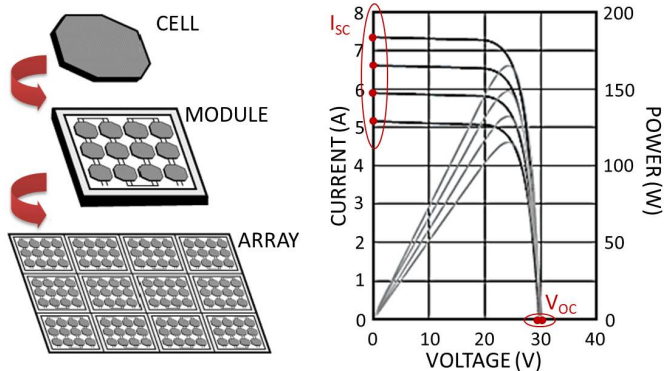 CELL
MODULE
ARRAY
I_SC
8
7
6
5
4
3
2
1
0
CURRENT (A)
200
150
100
50
0
POWER (W)
V_OC
0 10 20 30 40
VOLTAGE (V)